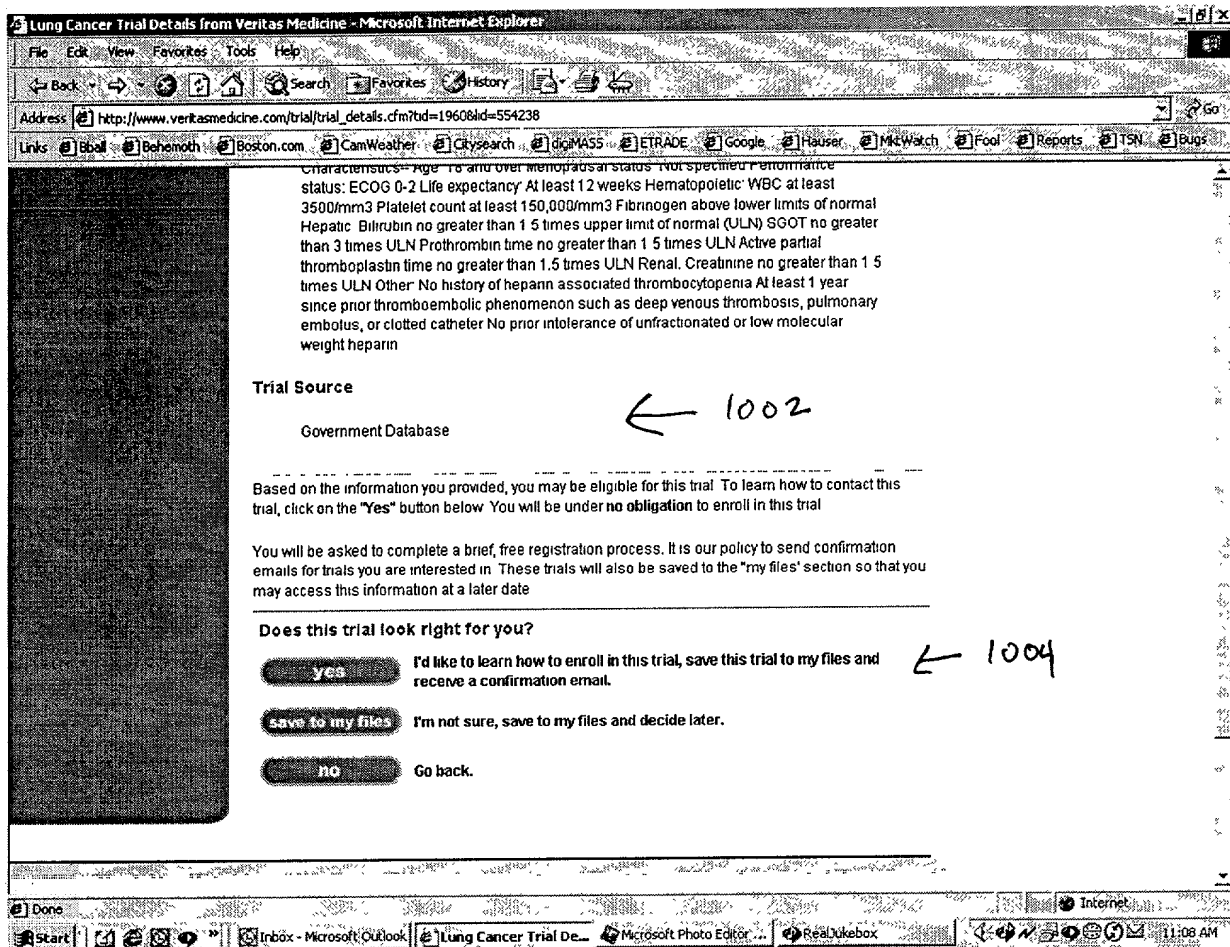 Lung Cancer Trial Details from Veritas Medicine - Microsoft Internet Explorer
File Edit View Favorites Tools Help
Back Search Favorites History
Address http://www.veritasmedicine.com/trial/trial_details.cfm?tid=19608&lid=554238 Go
Links Bball Behemoth Boston.com CamWeather Citysearch digiMASS ETRADE Google Hauser MktWatch Fool Reports TSN Bugs
Characteristics-- Age 18 and over Menopausal status Not specified Performance
status: ECOG 0-2 Life expectancy At least 12 weeks Hematopoietic WBC at least
3500/mm3 Platelet count at least 150,000/mm3 Fibrinogen above lower limits of normal
Hepatic Bilirubin no greater than 1 5 times upper limit of normal (ULN) SGOT no greater
than 3 times ULN Prothrombin time no greater than 1 5 times ULN Active partial
thromboplastin time no greater than 1.5 times ULN Renal. Creatinine no greater than 1 5
times ULN Other No history of heparin associated thrombocytopenia At least 1 year
since prior thromboembolic phenomenon such as deep venous thrombosis, pulmonary
embolus, or clotted catheter No prior intolerance of unfractionated or low molecular
weight heparin
Trial Source
1002
Government Database
Based on the information you provided, you may be eligible for this trial To learn how to contact this
trial, click on the "Yes" button below You will be under no obligation to enroll in this trial
You will be asked to complete a brief, free registration process. It is our policy to send confirmation
emails for trials you are interested in These trials will also be saved to the "my files' section so that you
may access this information at a later date
Does this trial look right for you?
yes I'd like to learn how to enroll in this trial, save this trial to my files and
receive a confirmation email.
1004
save to my files I'm not sure, save to my files and decide later.
no Go back.
Done Internet
Start Inbox - Microsoft Outlook Lung Cancer Trial De... Microsoft Photo Editor ... RealJukebox 11:08 AM